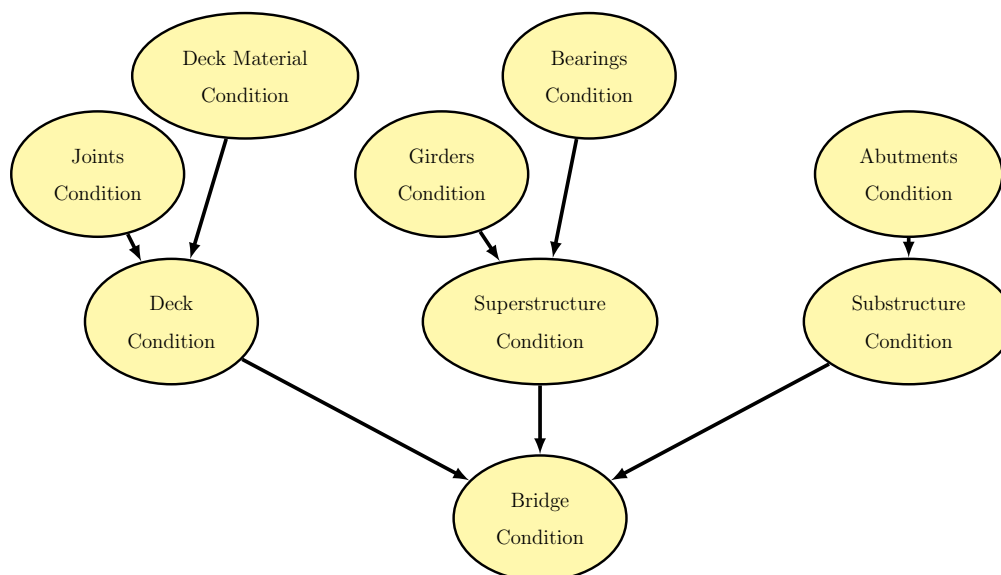 Deck Material
Condition
Bearings
Condition
Joints
Condition
Girders
Condition
Abutments
Condition
Deck
Condition
Superstructure
Condition
Substructure
Condition
Bridge
Condition